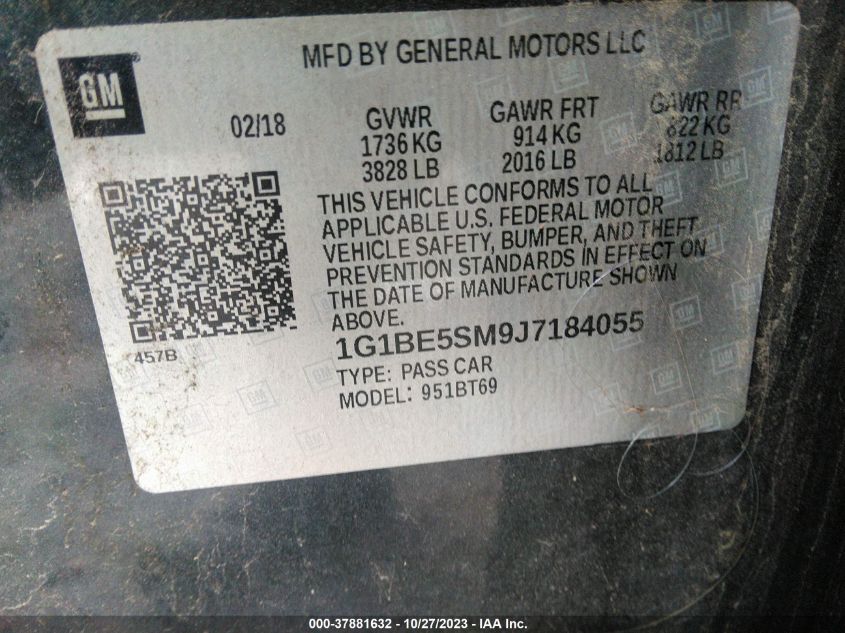 MFD BY GENERAL MOTORS LLC
GM
02/18 GVWR GAWR FRT GAWR RR
1736 KG 914 KG 822 KG
3828 LB 2016 LB 1812 LB
THIS VEHICLE CONFORMS TO ALL
APPLICABLE U.S. FEDERAL MOTOR
VEHICLE SAFETY, BUMPER, AND THEFT
PREVENTION STANDARDS IN EFFECT ON
THE DATE OF MANUFACTURE SHOWN
ABOVE.
457B
1G1BE5SM9J7184055
TYPE: PASS CAR
MODEL: 951BT69
000-37881632 - 10/27/2023 - IAA Inc.